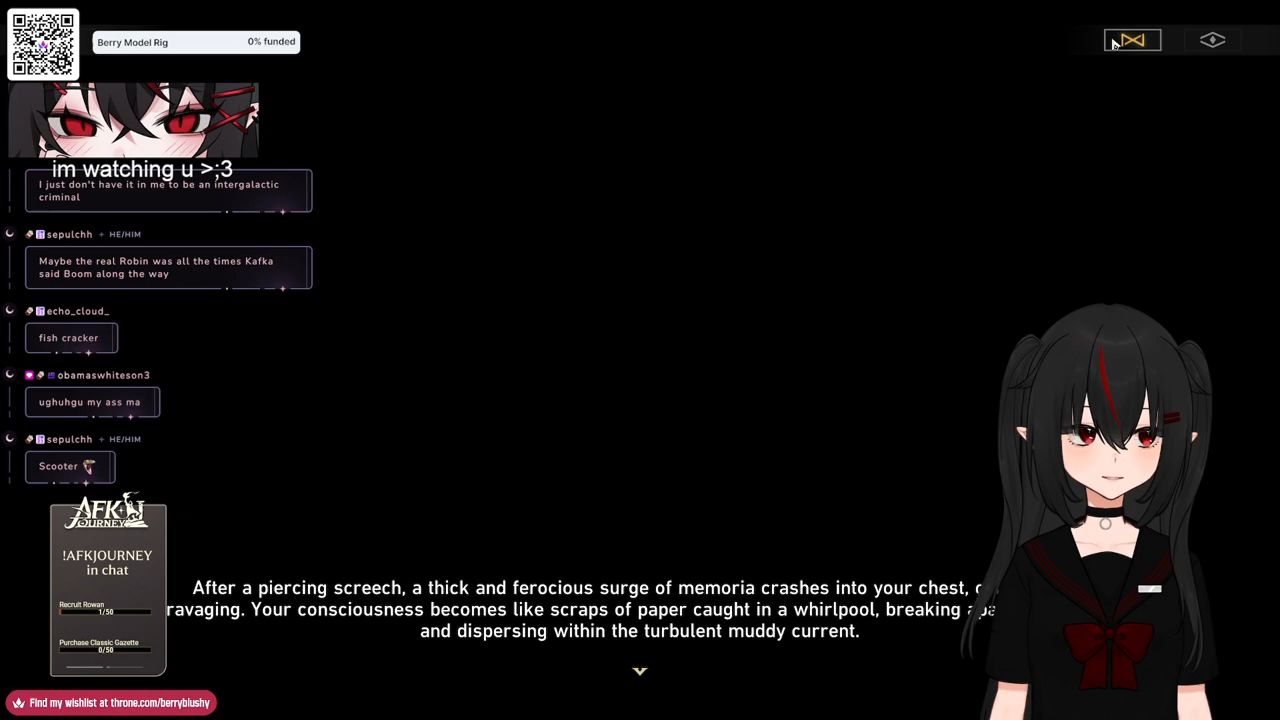 Berry Model Rig 0% funded
im watching u >;3
I just don't have it in me to be an intergalactic
criminal
sepulchh + HE/HIM
Maybe the real Robin was all the times Kafka
said Boom along the way
echo_cloud_
fish cracker
obamaswhiteson3
ughuhgu my ass ma
sepulchh + HE/HIM
Scooter
AFK JOURNEY
!AFKJOURNEY
in chat
Recruit Rowan
1/50
Purchase Classic Gazette
0/50
After a piercing screech, a thick and ferocious surge of memoria crashes into your chest,
ravaging. Your consciousness becomes like scraps of paper caught in a whirlpool, breaking
and dispersing within the turbulent muddy current.
Find my wishlist at throne.com/berryblushy